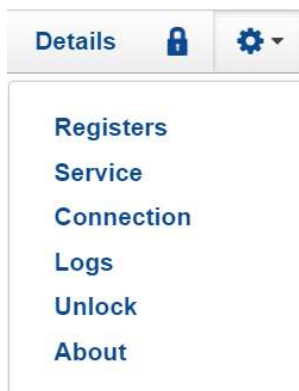 Details
Registers
Service
Connection
Logs
Unlock
About